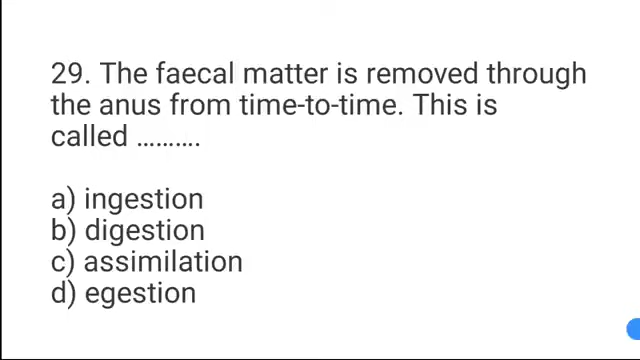 29. The faecal matter is removed through
the anus from time-to-time. This is
called ..........
a) ingestion
b) digestion
c) assimilation
d) egestion